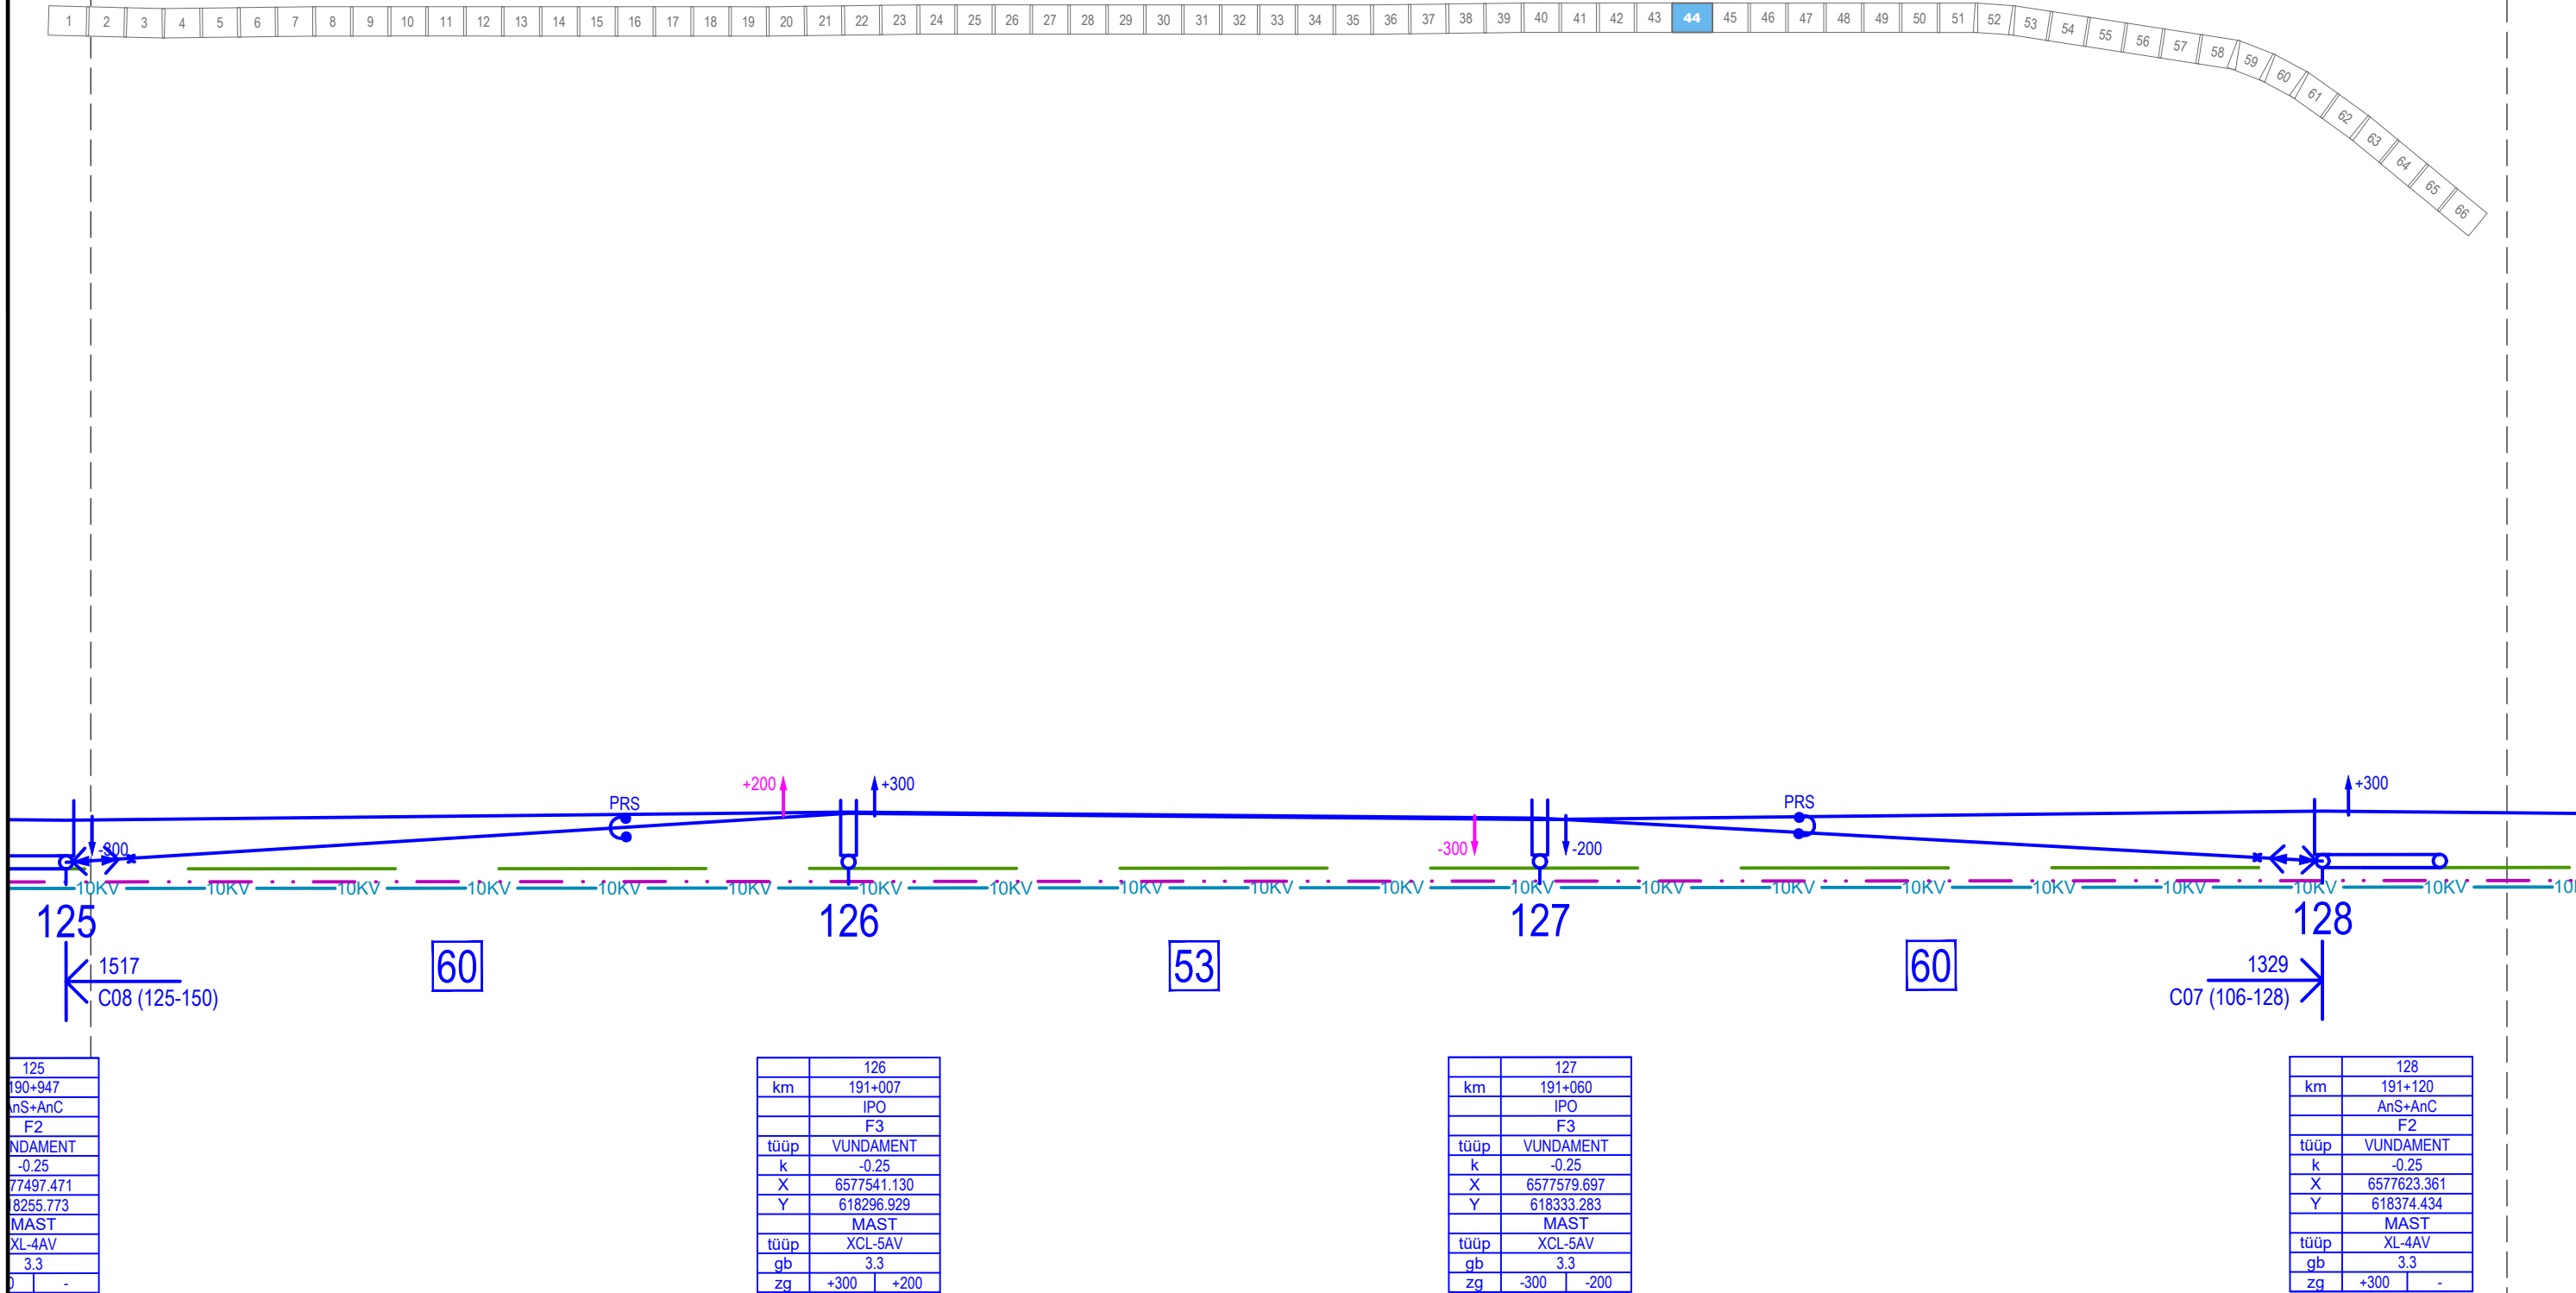 1 2 3 4 5 6 7 8 9 10 11 12 13 14 15 16 17 18 19 20 21 22 23 24 25 26 27 28 29 30 31 32 33 34 35 36 37 38 39 40 41 42 43 44 45 46 47 48 49 50 51 52 53 54 55 56 57 58 59 60 61 62 63 64 65 66
+200 +300 +300
PRS PRS
-300 -300 -200
10KV 10KV 10KV 10KV 10KV 10KV 10KV 10KV 10KV 10KV 10KV 10KV 10KV 10KV 10KV 10KV 10KV 10KV 10KV
125 126 127 128
60 53 60
1517 1329
C08 (125-150) C07 (106-128)
125
190+947
AnS+AnC
F2
NDAMENT
-0.25
77497.471
18255.773
MAST
XL-4AV
3.3
-
126
km 191+007
IPO
F3
tüüp VUNDAMENT
k -0.25
X 6577541.130
Y 618296.929
MAST
tüüp XCL-5AV
gb 3.3
zg +300 +200
127
km 191+060
IPO
F3
tüüp VUNDAMENT
k -0.25
X 6577579.697
Y 618333.283
MAST
tüüp XCL-5AV
gb 3.3
zg -300 -200
128
km 191+120
AnS+AnC
F2
tüüp VUNDAMENT
k -0.25
X 6577623.361
Y 618374.434
MAST
tüüp XL-4AV
gb 3.3
zg +300 -